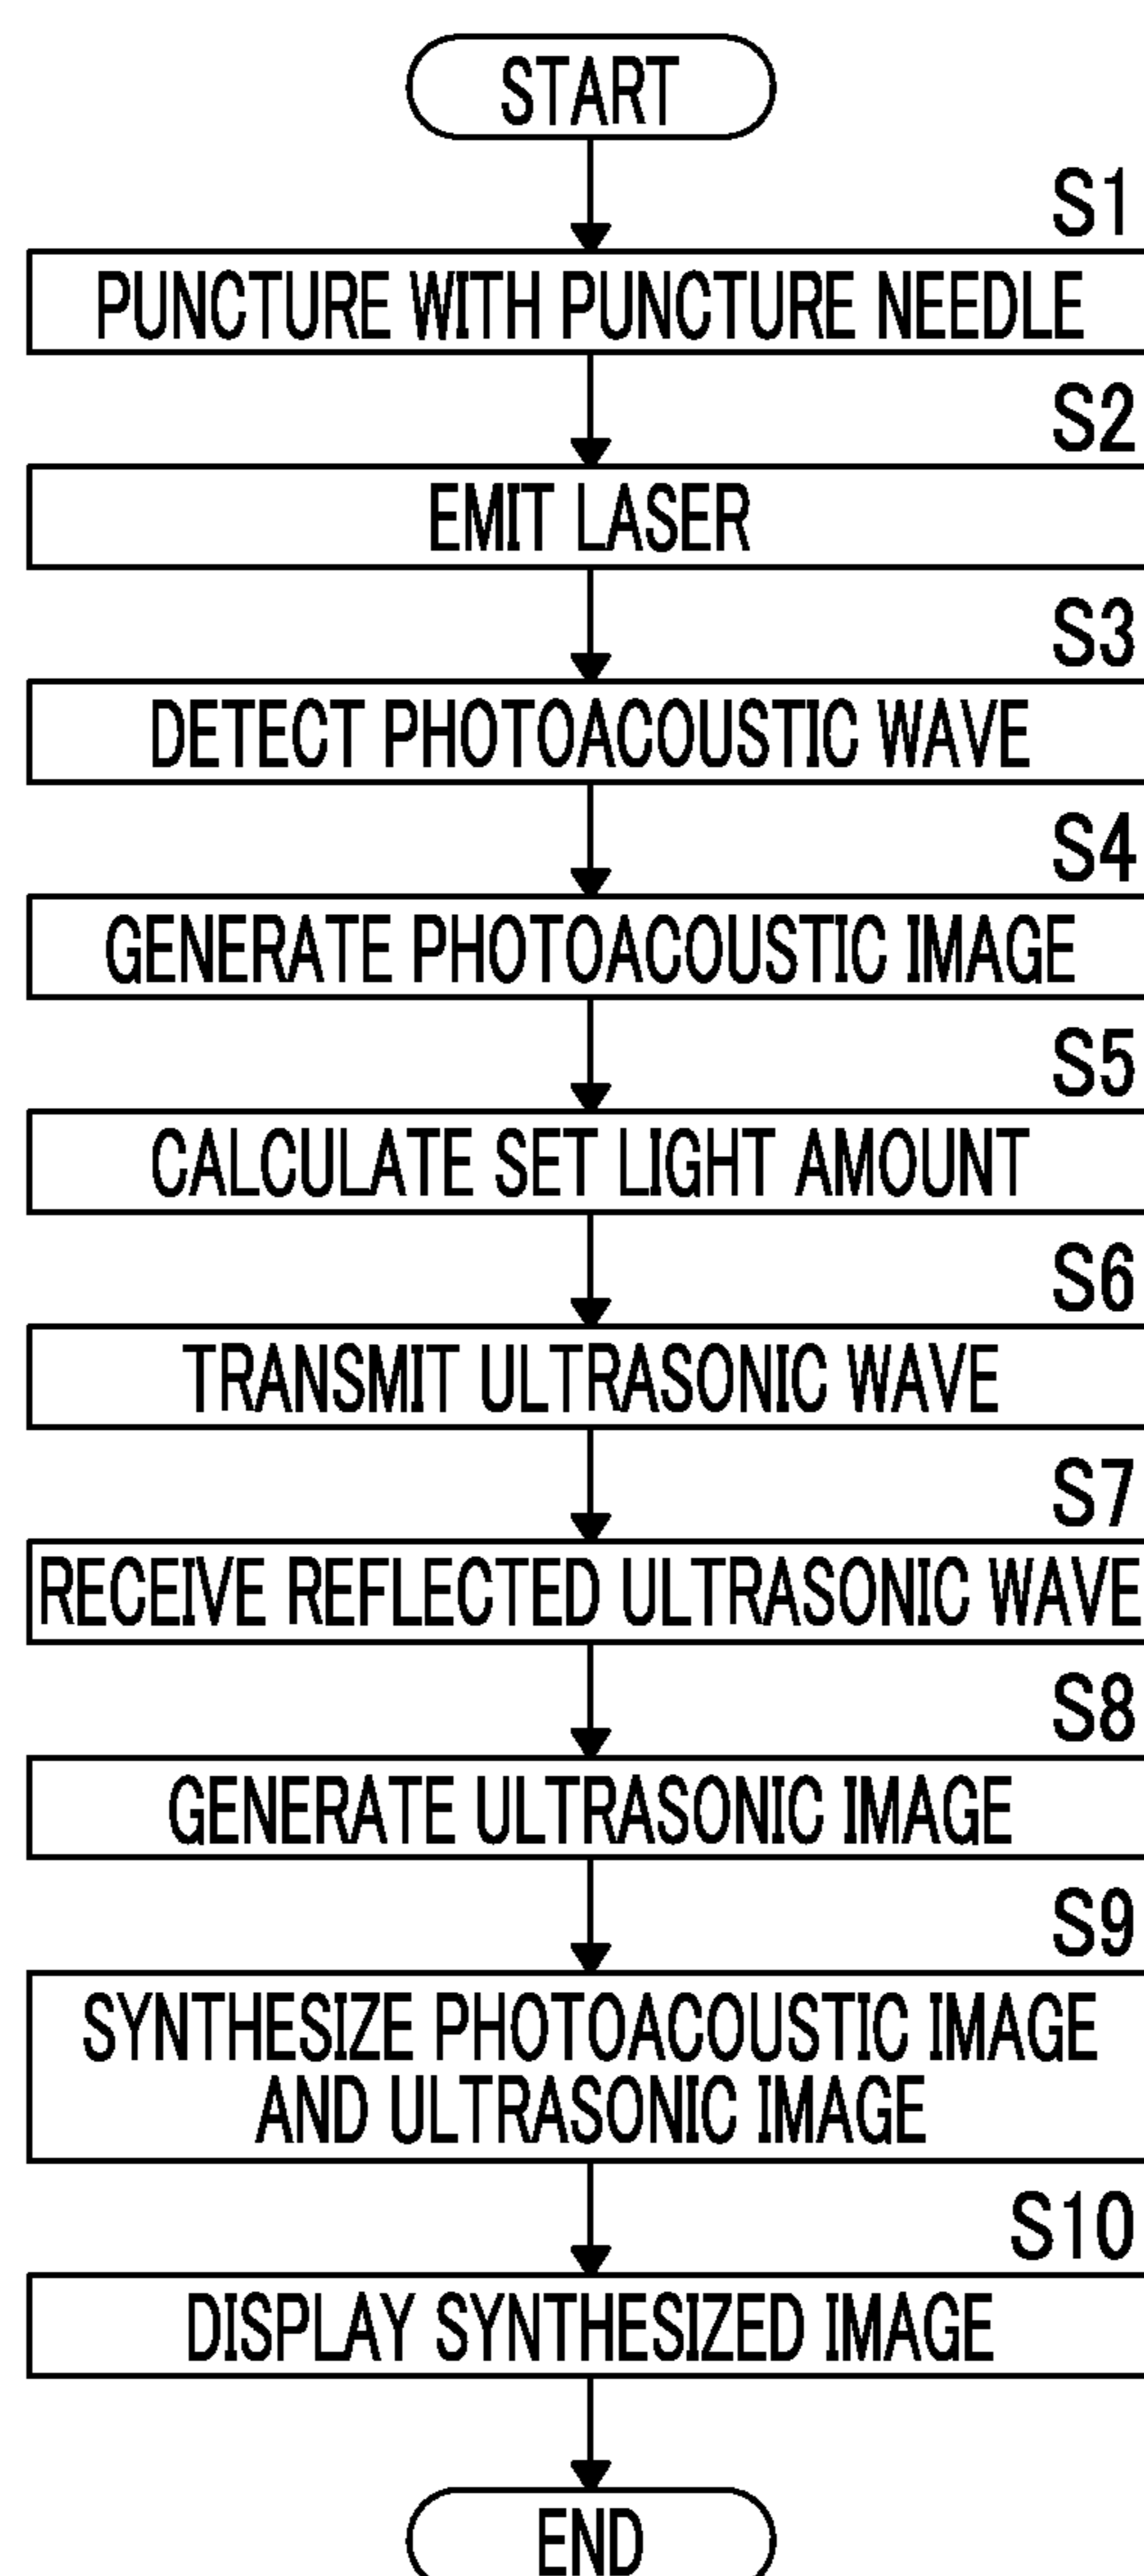 START
S1
PUNCTURE WITH PUNCTURE NEEDLE
S2
EMIT LASER
S3
DETECT PHOTOACOUSTIC WAVE
S4
GENERATE PHOTOACOUSTIC IMAGE
S5
CALCULATE SET LIGHT AMOUNT
S6
TRANSMIT ULTRASONIC WAVE
S7
RECEIVE REFLECTED ULTRASONIC WAVE
S8
GENERATE ULTRASONIC IMAGE
S9
SYNTHESIZE PHOTOACOUSTIC IMAGE
AND ULTRASONIC IMAGE
S10
DISPLAY SYNTHESIZED IMAGE
END